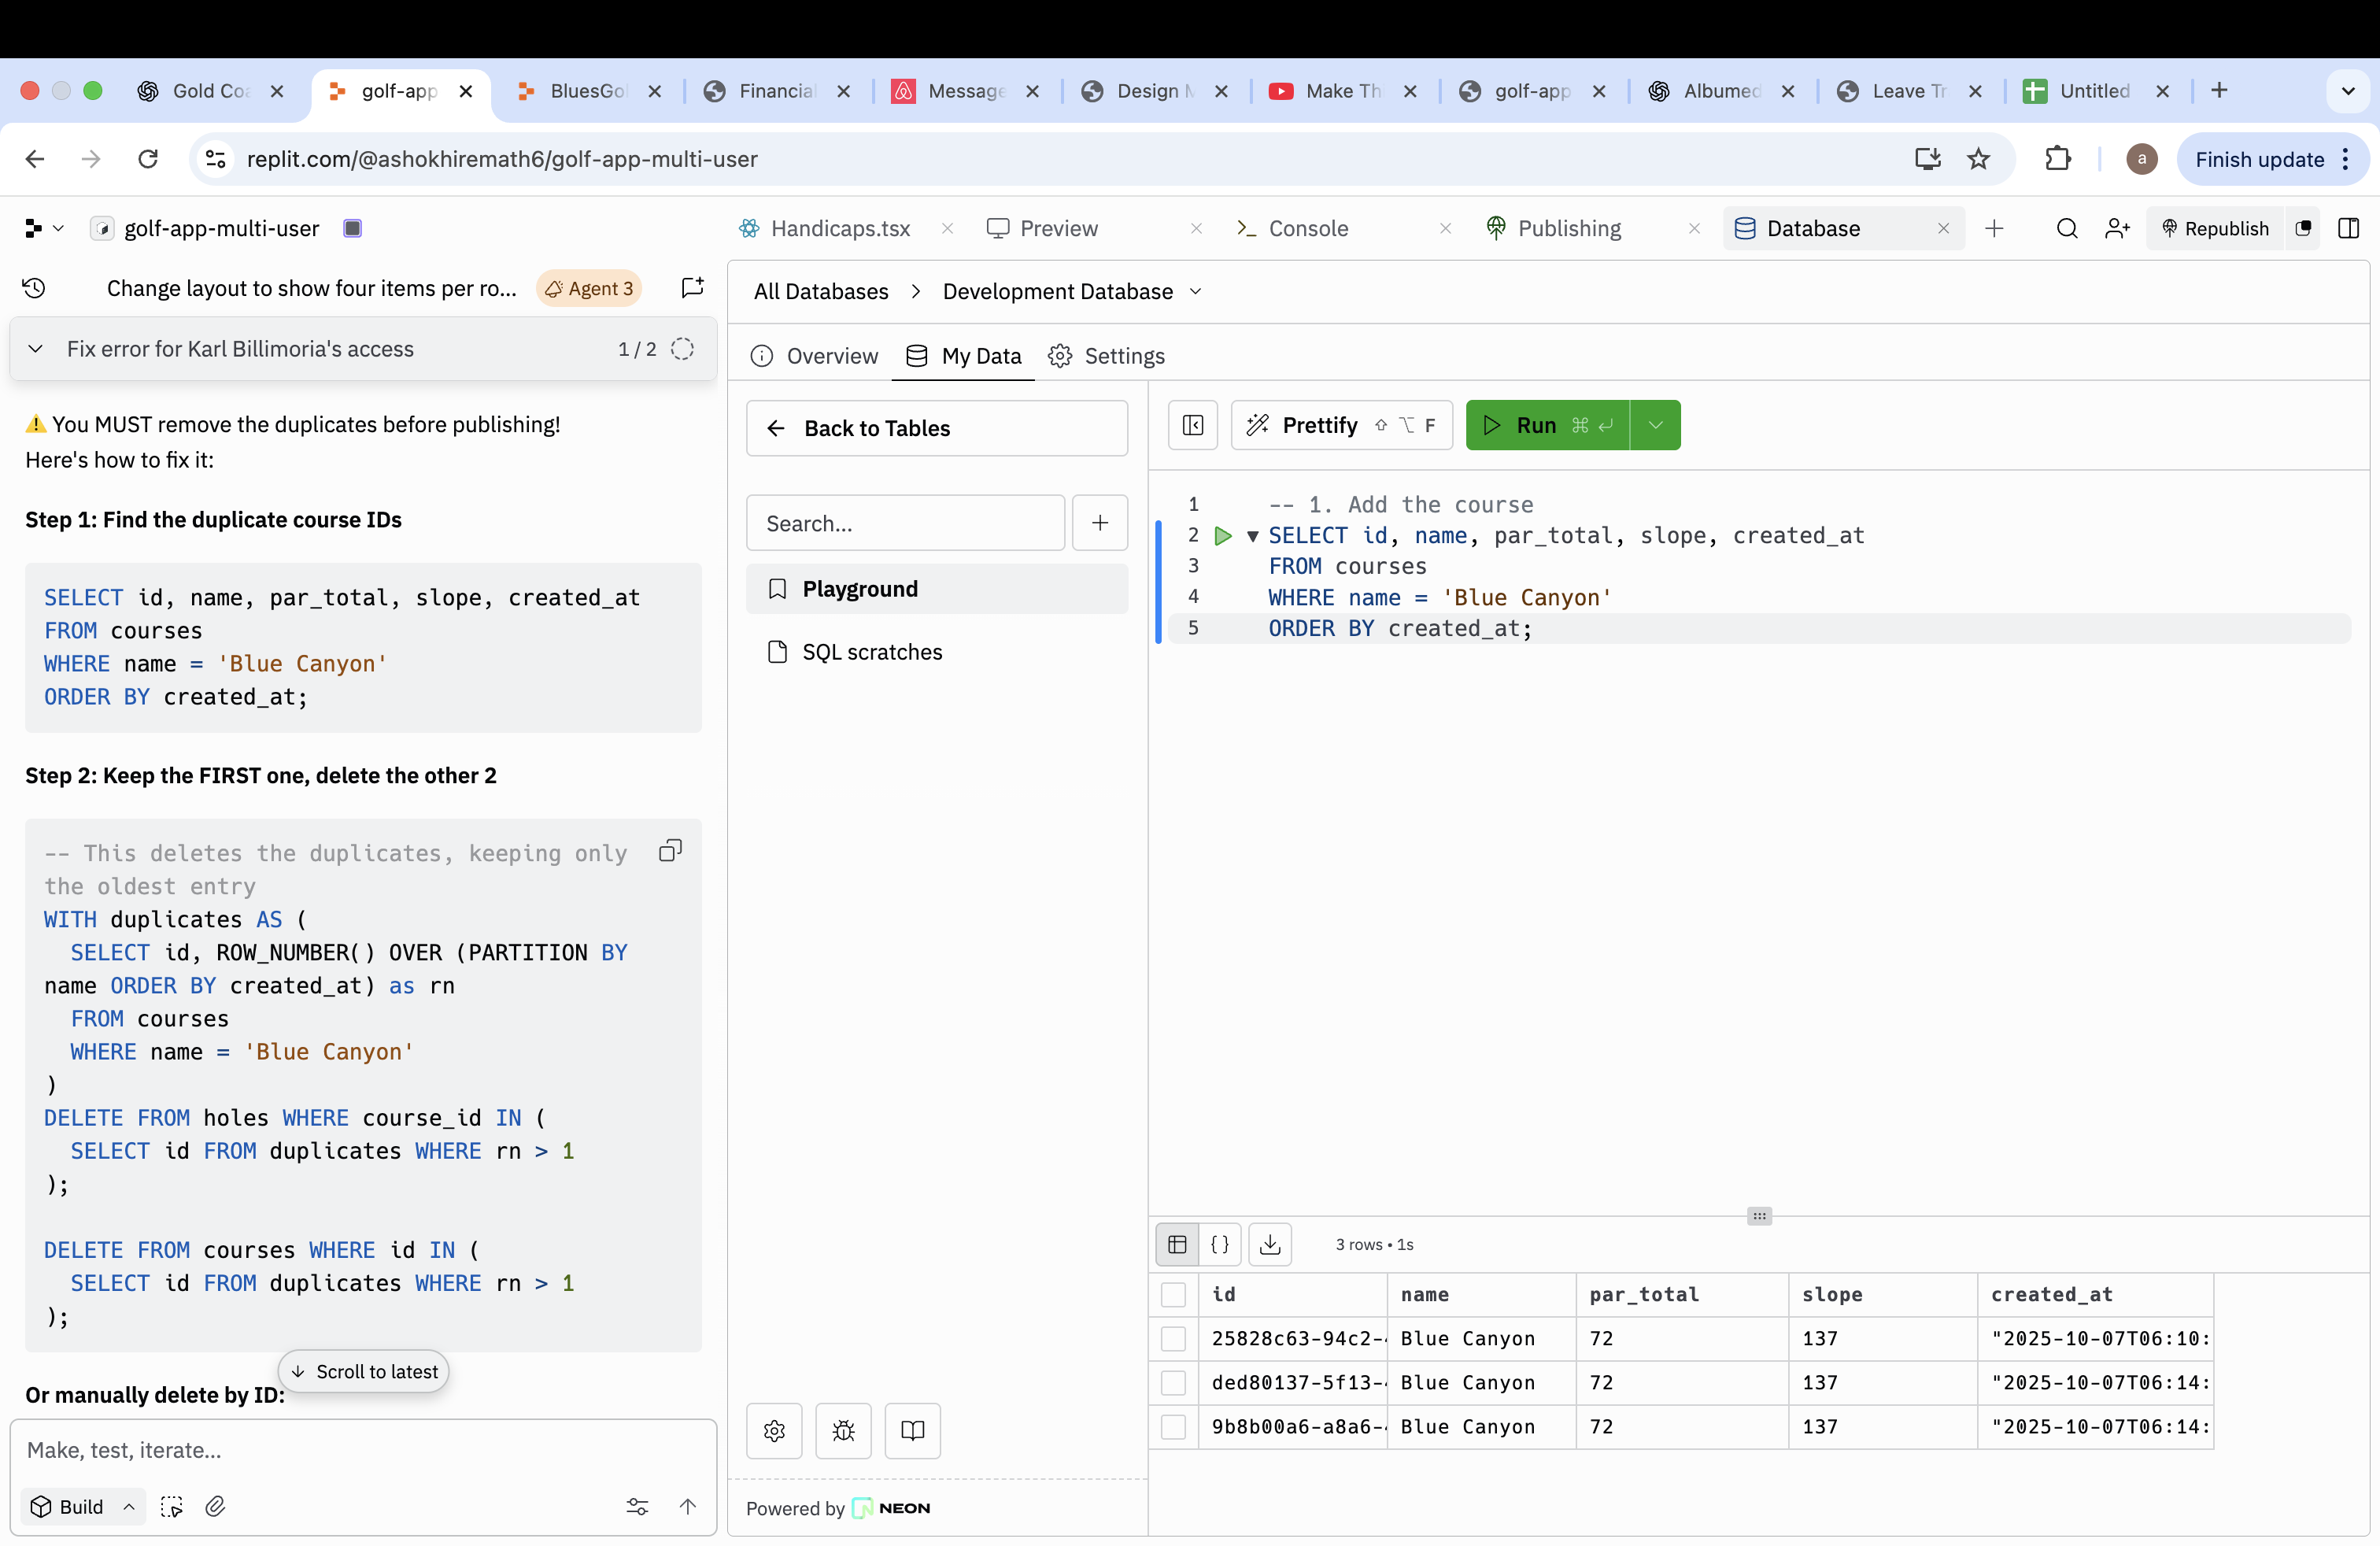 Gold Coa
golf-app
BluesGol
Financial
Message
Design M
Make Th
golf-app
Albumed
Leave Tr
Untitled
replit.com/@ashokhiremath6/golf-app-multi-user
a
Finish update
golf-app-multi-user
Handicaps.tsx
Preview
Console
Publishing
Database
Republish
Change layout to show four items per ro...
Agent 3
Fix error for Karl Billimoria's access
1 / 2
⚠️ You MUST remove the duplicates before publishing!
Here's how to fix it:
Step 1: Find the duplicate course IDs
SELECT id, name, par_total, slope, created_at
FROM courses
WHERE name = 'Blue Canyon'
ORDER BY created_at;
Step 2: Keep the FIRST one, delete the other 2
-- This deletes the duplicates, keeping only
the oldest entry
WITH duplicates AS (
SELECT id, ROW_NUMBER() OVER (PARTITION BY
name ORDER BY created_at) as rn
FROM courses
WHERE name = 'Blue Canyon'
)
DELETE FROM holes WHERE course_id IN (
SELECT id FROM duplicates WHERE rn > 1
);
DELETE FROM courses WHERE id IN (
SELECT id FROM duplicates WHERE rn > 1
);
Scroll to latest
Or manually delete by ID:
Make, test, iterate...
Build
All Databases > Development Database
Overview
My Data
Settings
Back to Tables
Search...
Playground
SQL scratches
Powered by NEON
Prettify ⇧ ⌥ F
Run ⌘ ↵
1 -- 1. Add the course
2 SELECT id, name, par_total, slope, created_at
3 FROM courses
4 WHERE name = 'Blue Canyon'
5 ORDER BY created_at;
{}
3 rows • 1s
id name par_total slope created_at
25828c63-94c2- Blue Canyon 72 137 "2025-10-07T06:10:
ded80137-5f13- Blue Canyon 72 137 "2025-10-07T06:14:
9b8b00a6-a8a6- Blue Canyon 72 137 "2025-10-07T06:14: